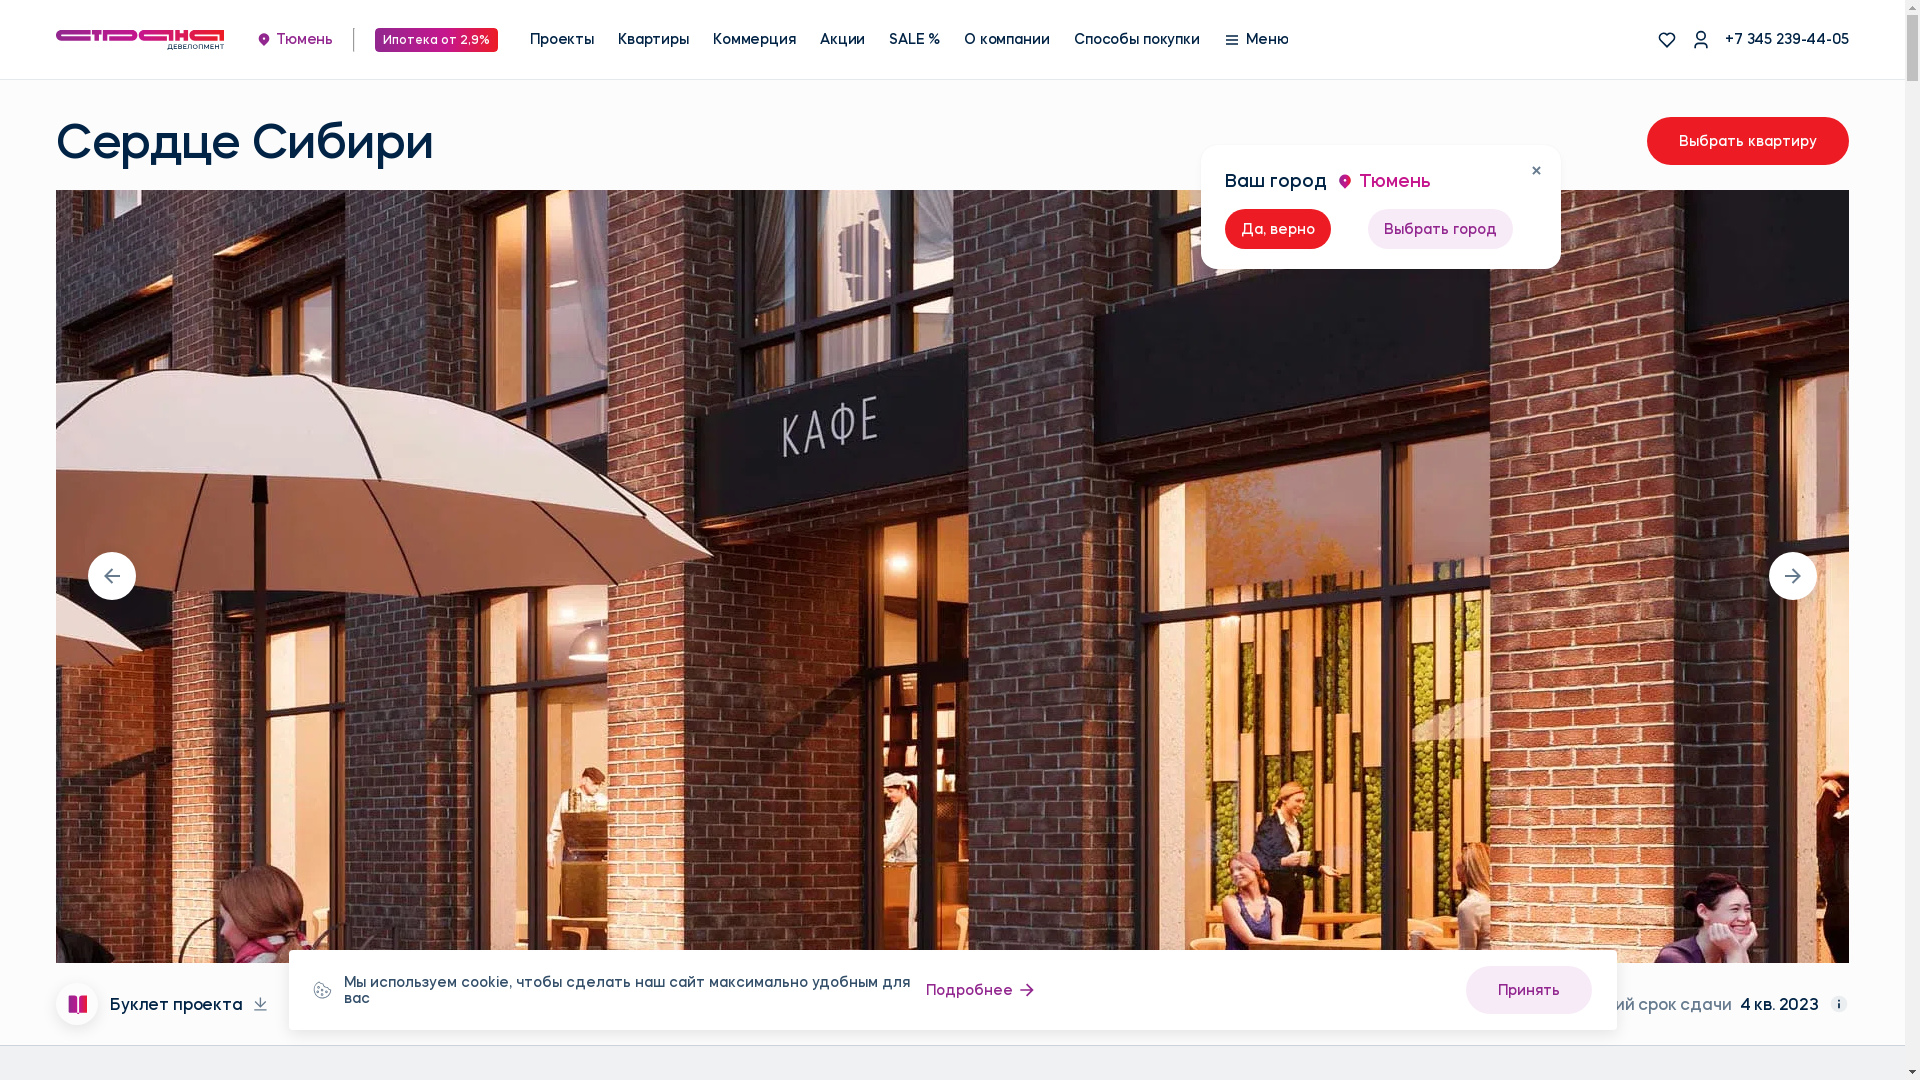 страна
ДЕВЕЛОПМЕНТ
Тюмень
Ипотека от 2,9%
Проекты
Квартиры
Коммерция
Акции
SALE %
О компании
Способы покупки
Меню
+7 345 239-44-05
Сердце Сибири
Выбрать квартиру
Ваш город
Тюмень
Да, верно
Выбрать город
КАФЕ
Мы используем cookie, чтобы сделать наш сайт максимально удобным для
вас
Подробнее
Принять
Буклет проекта
срок сдачи
4 кв. 2023